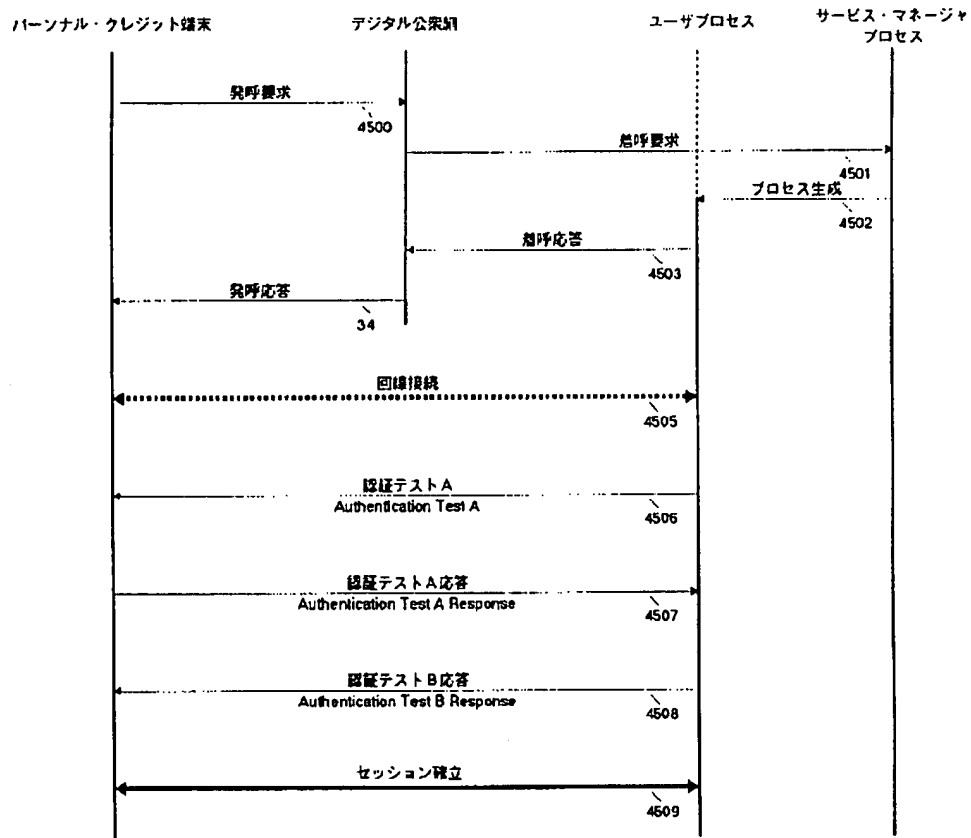 パーソナル・クレジット端末
デジタル公衆網
ユーザプロセス
サービス・マネージャ
プロセス
発呼要求
4500
着呼要求
4501
プロセス生成
4502
着呼応答
4503
発呼応答
34
回線接続
4505
認証テストA
Authentication Test A
4506
認証テストA応答
Authentication Test A Response
4507
認証テストB応答
Authentication Test B Response
4508
セッション確立
4509